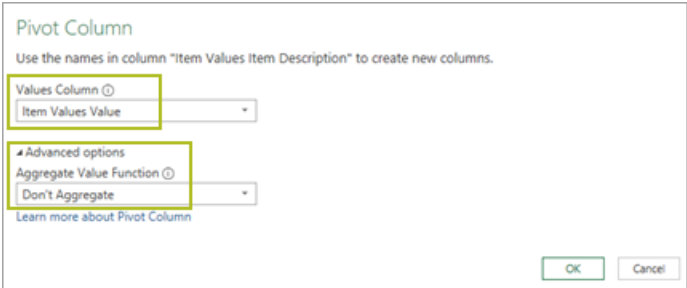 Pivot Column
Use the names in column "Item Values Item Description" to create new columns.
Values Column
Item Values Value
Advanced options
Aggregate Value Function
Don't Aggregate
Learn more about Pivot Column
OK Cancel